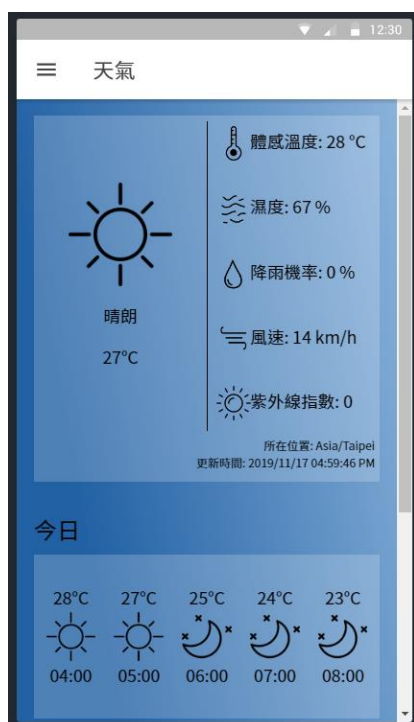 12:30
天氣
體感溫度: 28 °C
濕度: 67 %
降雨機率: 0 %
風速: 14 km/h
紫外線指數: 0
晴朗
27°C
所在位置: Asia/Taipei
更新時間: 2019/11/17 04:59:46 PM
今日
28°C 27°C 25°C 24°C 23°C
04:00 05:00 06:00 07:00 08:00